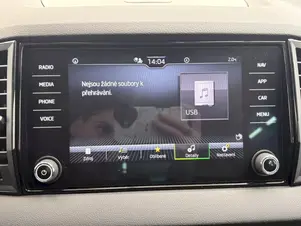 RADIO
MEDIA
PHONE
VOICE
14:04
Nejsou žádné soubory k
přehrávání.
USB
Zdroj
Výběr
Oblíbené
Detaily
Nastavení
NAV
APP
CAR
MENU